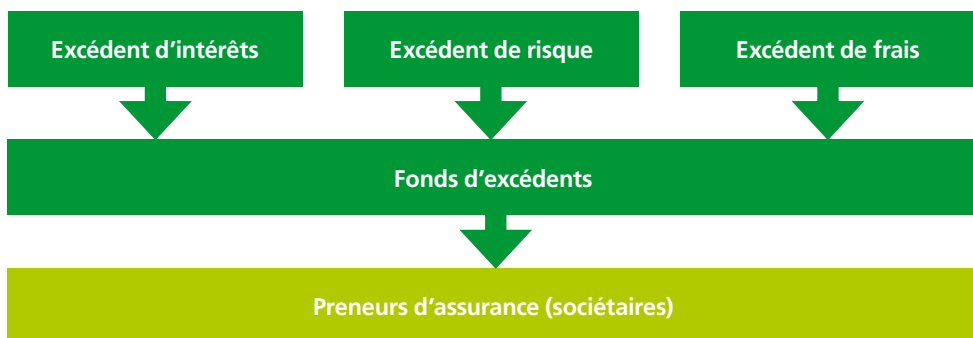 Excédent d’intérêts
Excédent de risque
Excédent de frais
Fonds d’excédents
Preneurs d’assurance (sociétaires)